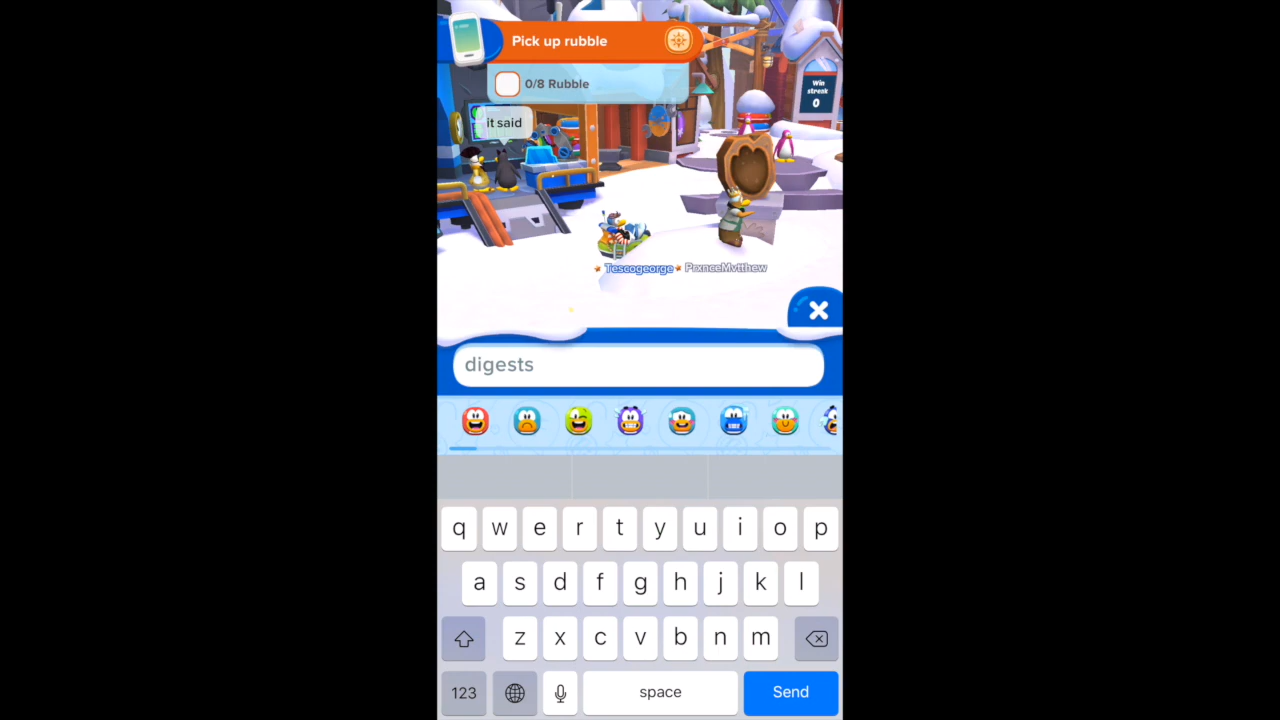 Pick up rubble
0/8 Rubble
Win
streak
0
it said
Tescogeorge PrxnceMvtthew
digests
q w e r t y u i o p
a s d f g h j k l
z x c v b n m
123 space Send